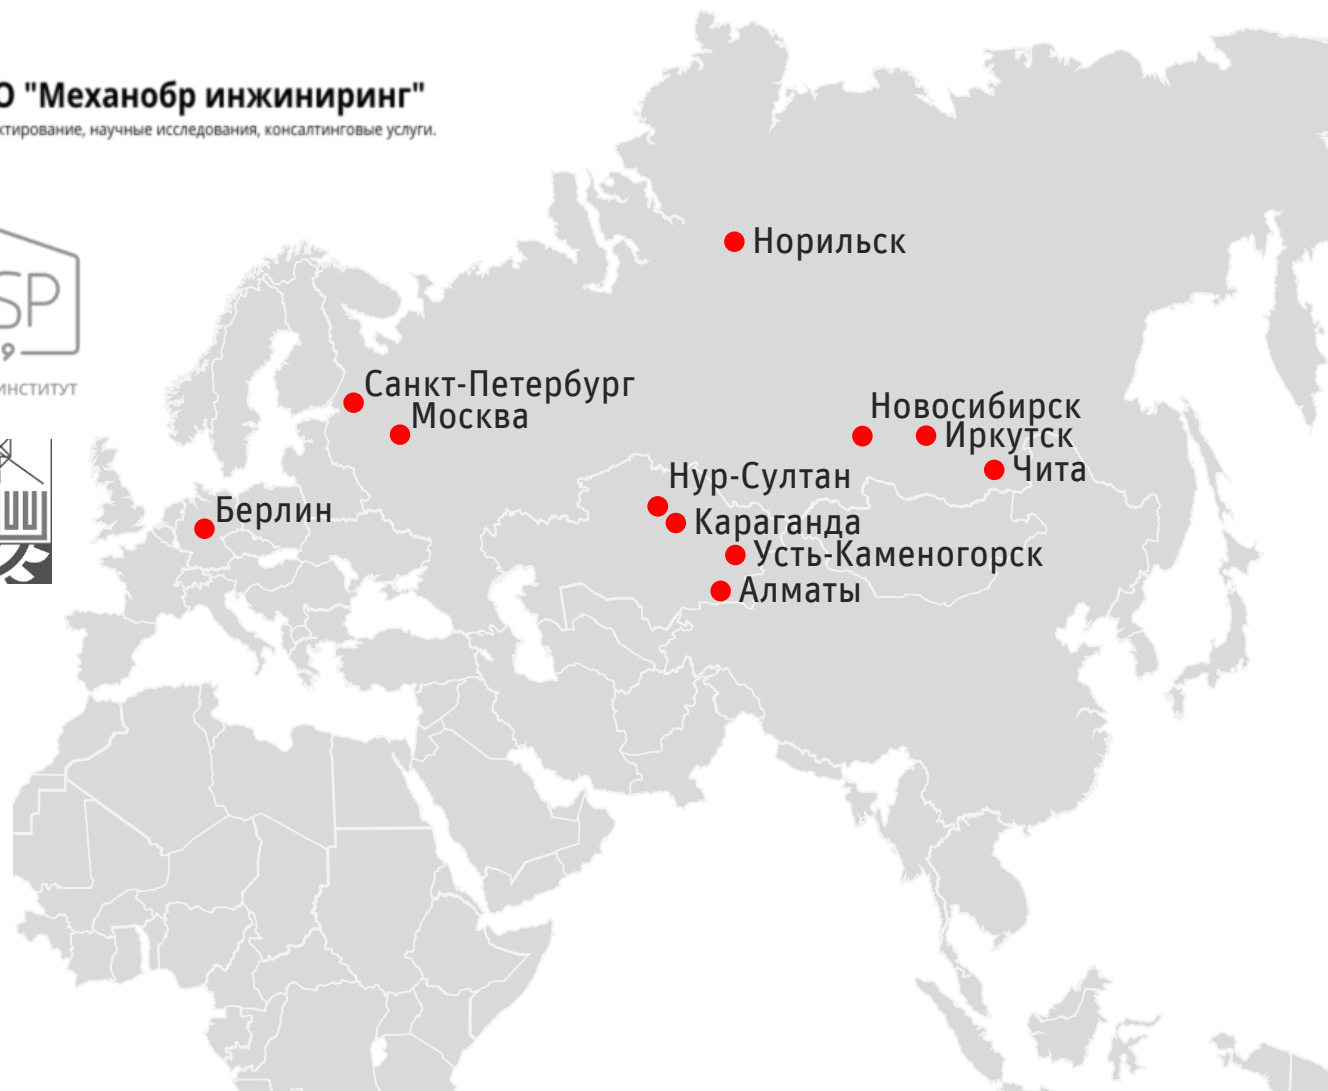 О "Механобр инжиниринг"
научные исследования, консалтинговые услуги.
Норильск
SP
9
ИНСТИТУТ
Санкт-Петербург
Москва
Новосибирск
Иркутск
Чита
Нур-Султан
Берлин
Караганда
Усть-Каменогорск
Алматы